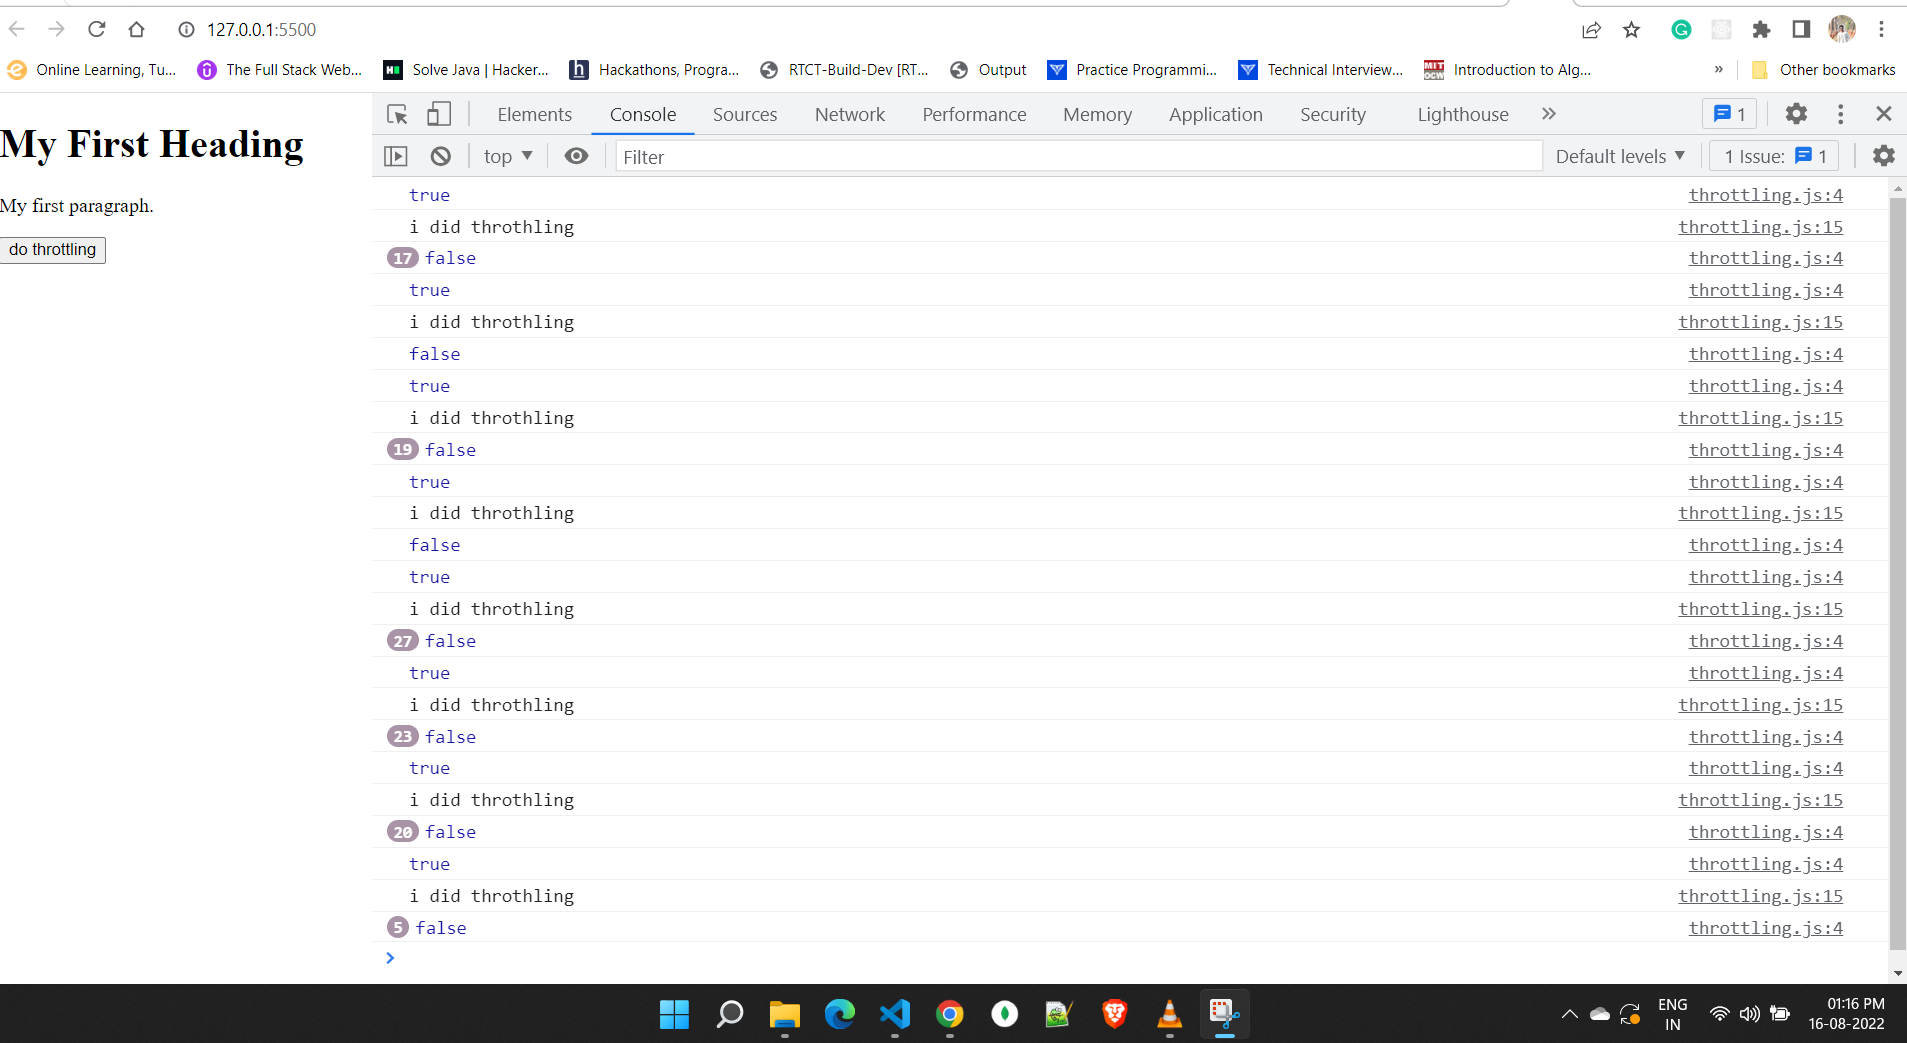 127.0.0.1:5500
Online Learning, Tu... The Full Stack Web... Solve Java | Hacker... Hackathons, Progra... RTCT-Build-Dev [RT... Output Practice Programmi... Technical Interview... MIT OCW Introduction to Alg... » Other bookmarks
My First Heading
My first paragraph.
do throttling
Elements Console Sources Network Performance Memory Application Security Lighthouse 1
top Filter Default levels 1 Issue: 1
true throttling.js:4
i did throthling throttling.js:15
17 false throttling.js:4
true throttling.js:4
i did throthling throttling.js:15
false throttling.js:4
true throttling.js:4
i did throthling throttling.js:15
19 false throttling.js:4
true throttling.js:4
i did throthling throttling.js:15
false throttling.js:4
true throttling.js:4
i did throthling throttling.js:15
27 false throttling.js:4
true throttling.js:4
i did throthling throttling.js:15
23 false throttling.js:4
true throttling.js:4
i did throthling throttling.js:15
20 false throttling.js:4
true throttling.js:4
i did throthling throttling.js:15
5 false throttling.js:4
ENG 01:16 PM
IN 16-08-2022